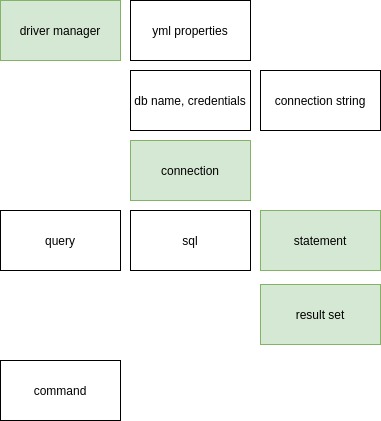 driver manager
yml properties
db name, credentials
connection string
connection
query
sql
statement
result set
command